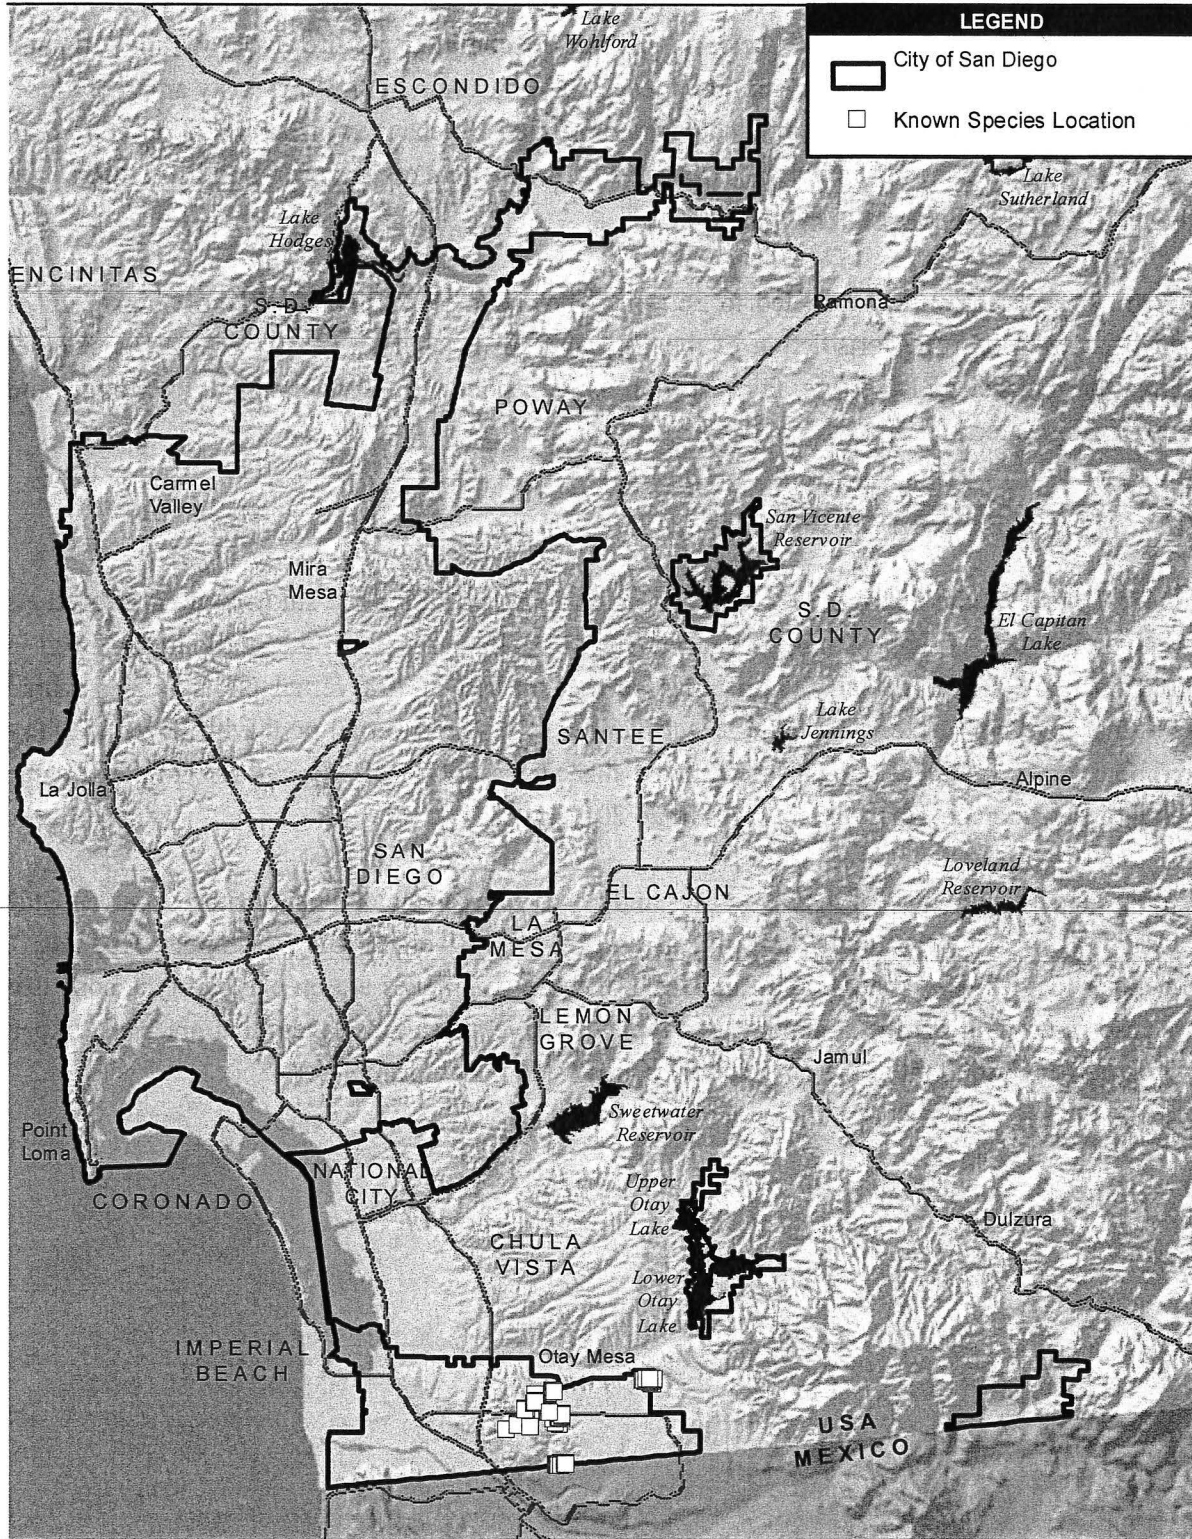 LEGEND
City of San Diego
Known Species Location
Lake
Wohlford
ESCONDIDO
Lake
Sutherland
Lake
Hodges
ENCINITAS
S.D.
COUNTY
Ramona
POWAY
Carmel
Valley
San Vicente
Reservoir
Mira
Mesa
S.D.
COUNTY
El Capitan
Lake
Lake
Jennings
SANTEE
La Jolla
Alpine
SAN
DIEGO
Loveland
Reservoir
EL CAJON
LA
MESA
LEMON
GROVE
Jamul
Sweetwater
Reservoir
Point
Loma
NATIONAL
CITY
CORONADO
Upper
Otay
Lake
Dulzura
CHULA
VISTA
Lower
Otay
Lake
IMPERIAL
BEACH
Otay Mesa
USA
MEXICO